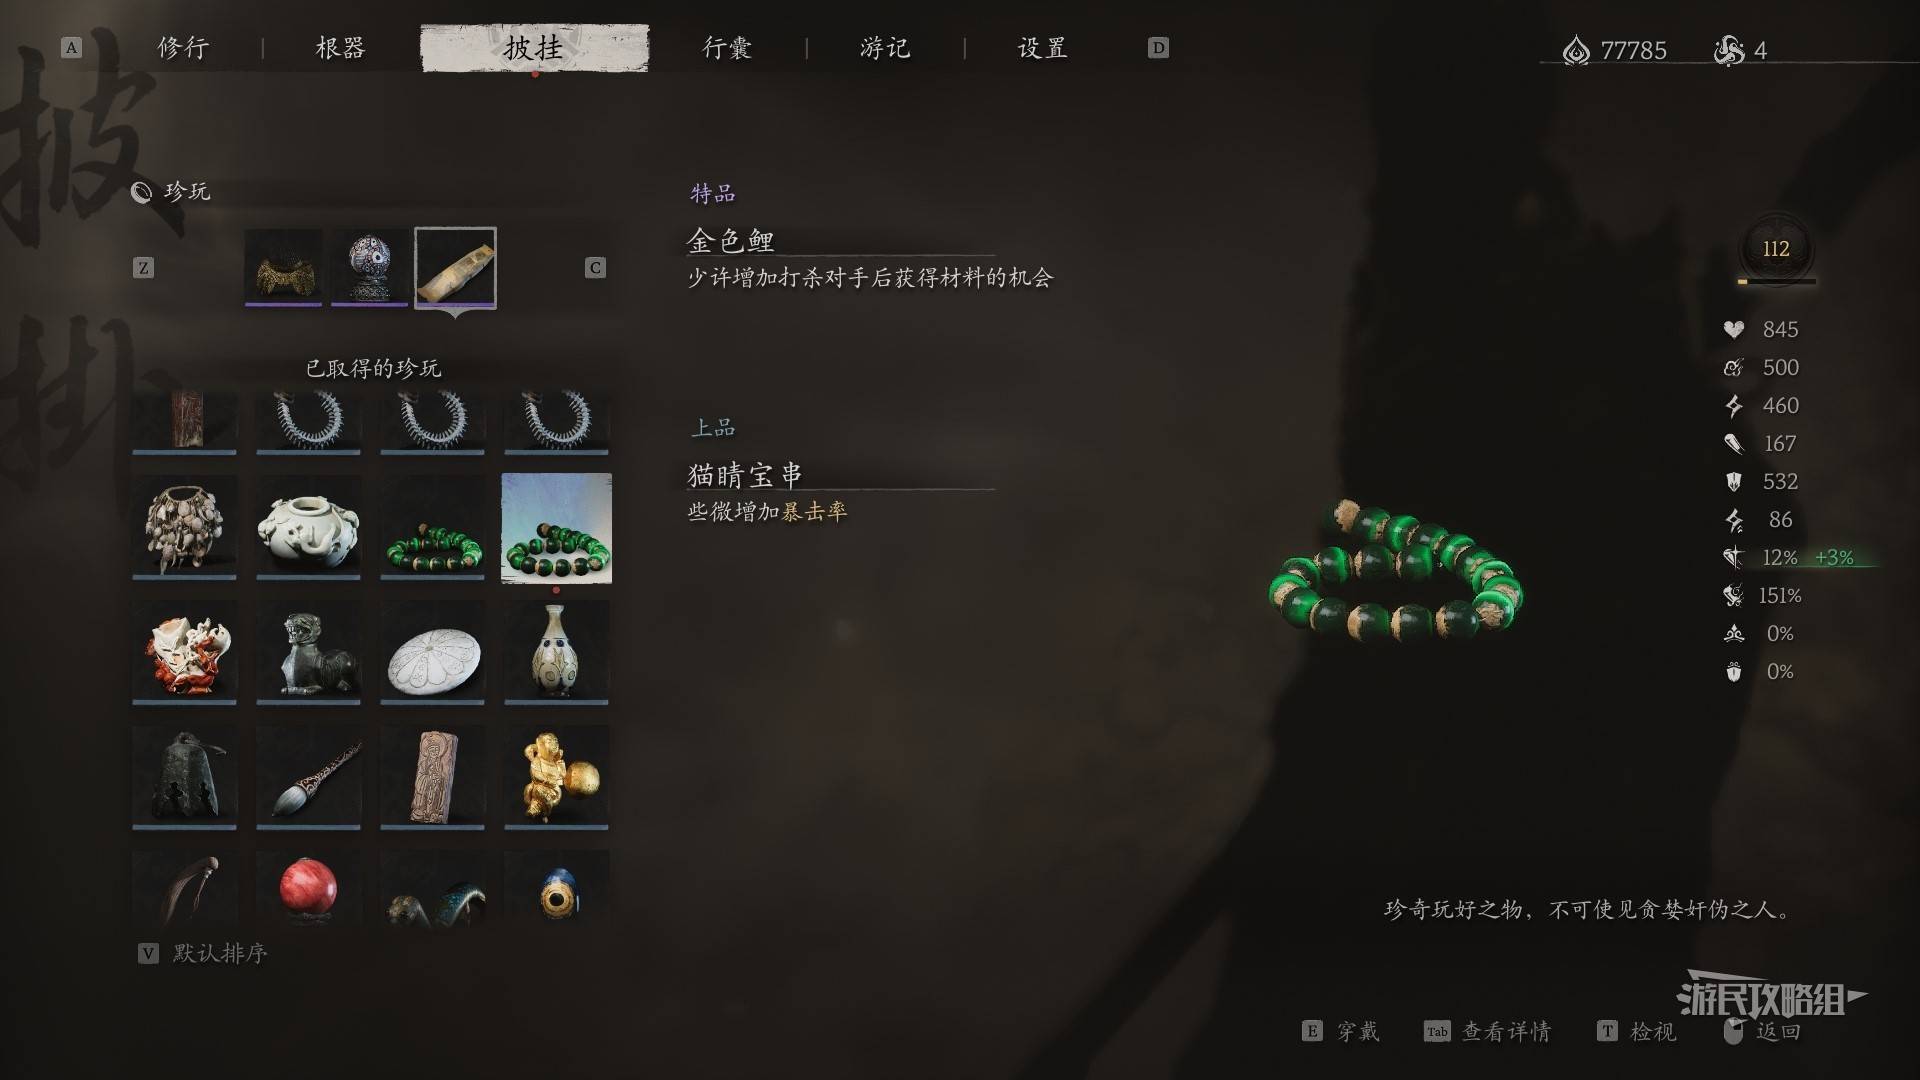 A 修行 根器 披挂 行囊 游记 设置 D 77785 4
披掛
珍玩
Z C
已取得的珍玩
V 默认排序
特品
金色鲤
少许增加打杀对手后获得材料的机会
上品
猫睛宝串
些微增加暴击率
112
845
500
460
167
532
86
12% +3%
151%
0%
0%
珍奇玩好之物，不可使见贪婪奸伪之人。
游民攻略组
E 穿戴 Tab 查看详情 T 检视 返回